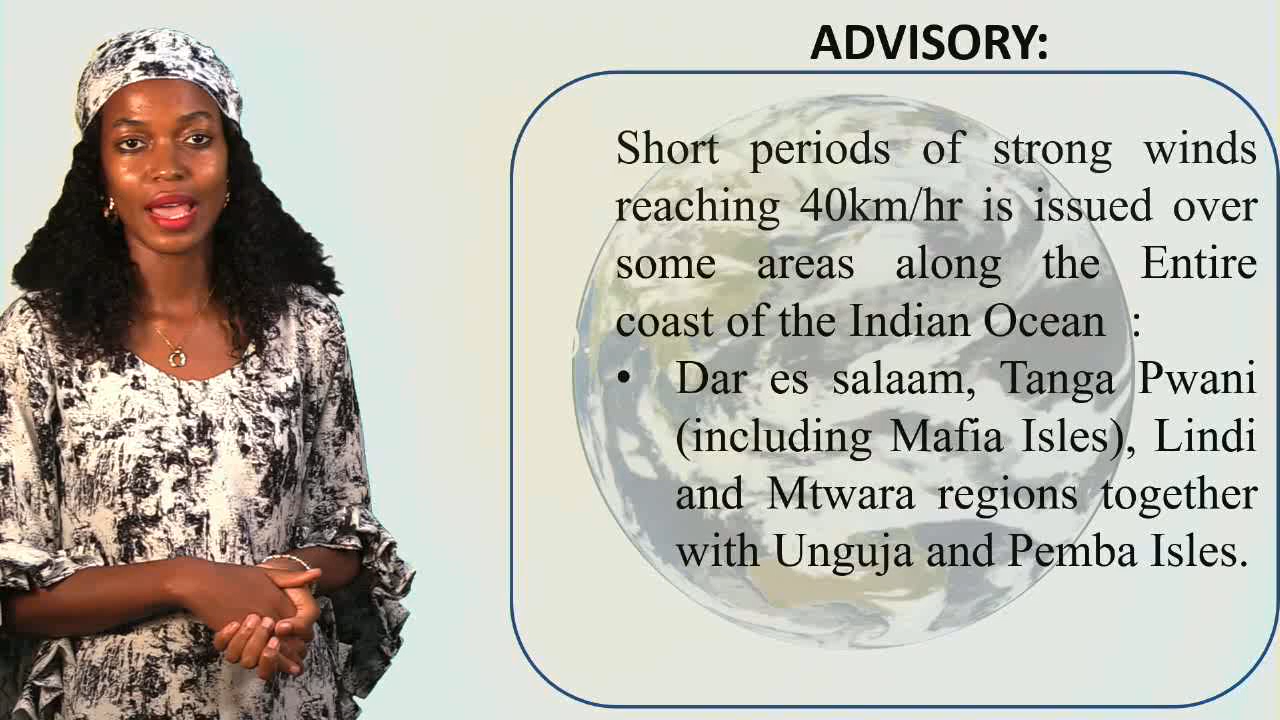 ADVISORY:
Short periods of strong winds
reaching 40km/hr is issued over
some areas along the Entire
coast of the Indian Ocean :
• Dar es salaam, Tanga Pwani
(including Mafia Isles), Lindi
and Mtwara regions together
with Unguja and Pemba Isles.